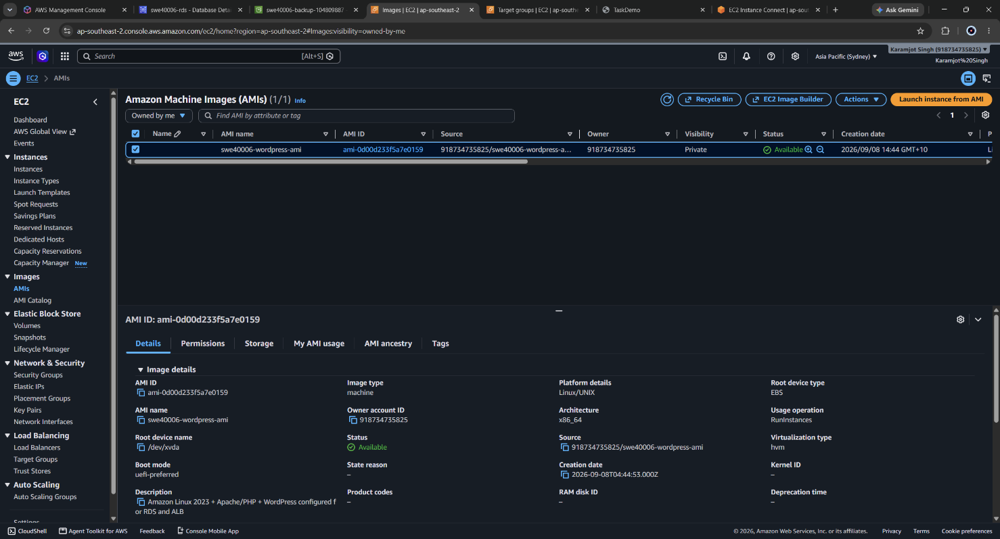 AWS Management Console
swe40006-rds - Database Deta
swe40006-backup-104809887
Images | EC2 | ap-southeast-2
Target groups | EC2 | ap-southe
TaskDemo
EC2 Instance Connect | ap-sout
Ask Gemini
ap-southeast-2.console.aws.amazon.com/ec2/home?region=ap-southeast-2#Images:visibility=owned-by-me
aws
Search
[Alt+S]
Asia Pacific (Sydney)
Karamjot Singh (918734735825)
Karamjot%20Singh
EC2
AMIs
EC2
Dashboard
AWS Global View
Events
Instances
Instances
Instance Types
Launch Templates
Spot Requests
Savings Plans
Reserved Instances
Dedicated Hosts
Capacity Reservations
Capacity Manager New
Images
AMIs
AMI Catalog
Elastic Block Store
Volumes
Snapshots
Lifecycle Manager
Network & Security
Security Groups
Elastic IPs
Placement Groups
Key Pairs
Network Interfaces
Load Balancing
Load Balancers
Target Groups
Trust Stores
Auto Scaling
Auto Scaling Groups
Settings
Amazon Machine Images (AMIs) (1/1) Info
Recycle Bin
EC2 Image Builder
Actions
Launch instance from AMI
Owned by me
Find AMI by attribute or tag
1
Name AMI name AMI ID Source Owner Visibility Status Creation date P
swe40006-wordpress-ami ami-0d00d233f5a7e0159 918734735825/swe40006-wordpress-a... 918734735825 Private Available 2026/09/08 14:44 GMT+10 Li
AMI ID: ami-0d00d233f5a7e0159
Details Permissions Storage My AMI usage AMI ancestry Tags
Image details
AMI ID
ami-0d00d233f5a7e0159
Image type
machine
Platform details
Linux/UNIX
Root device type
EBS
AMI name
swe40006-wordpress-ami
Owner account ID
918734735825
Architecture
x86_64
Usage operation
RunInstances
Root device name
/dev/xvda
Status
Available
Source
918734735825/swe40006-wordpress-ami
Virtualization type
hvm
Boot mode
uefi-preferred
State reason
–
Creation date
2026-09-08T04:44:53.000Z
Kernel ID
–
Description
Amazon Linux 2023 + Apache/PHP + WordPress configured f
or RDS and ALB
Product codes
–
RAM disk ID
–
Deprecation time
–
CloudShell
Agent Toolkit for AWS
Feedback
Console Mobile App
© 2026, Amazon Web Services, Inc. or its affiliates.
Privacy
Terms
Cookie preferences